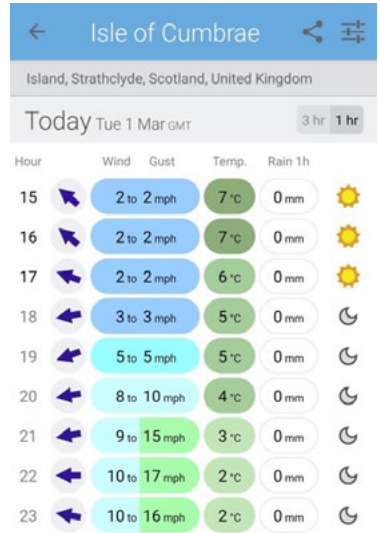 Isle of Cumbrae
Island, Strathclyde, Scotland, United Kingdom
Today Tue 1 Mar GMT 3 hr 1 hr
Hour Wind Gust Temp. Rain 1h
15 2 to 2 mph 7 °C 0 mm
16 2 to 2 mph 7 °C 0 mm
17 2 to 2 mph 6 °C 0 mm
18 3 to 3 mph 5 °C 0 mm
19 5 to 5 mph 5 °C 0 mm
20 8 to 10 mph 4 °C 0 mm
21 9 to 15 mph 3 °C 0 mm
22 10 to 17 mph 2 °C 0 mm
23 10 to 16 mph 2 °C 0 mm